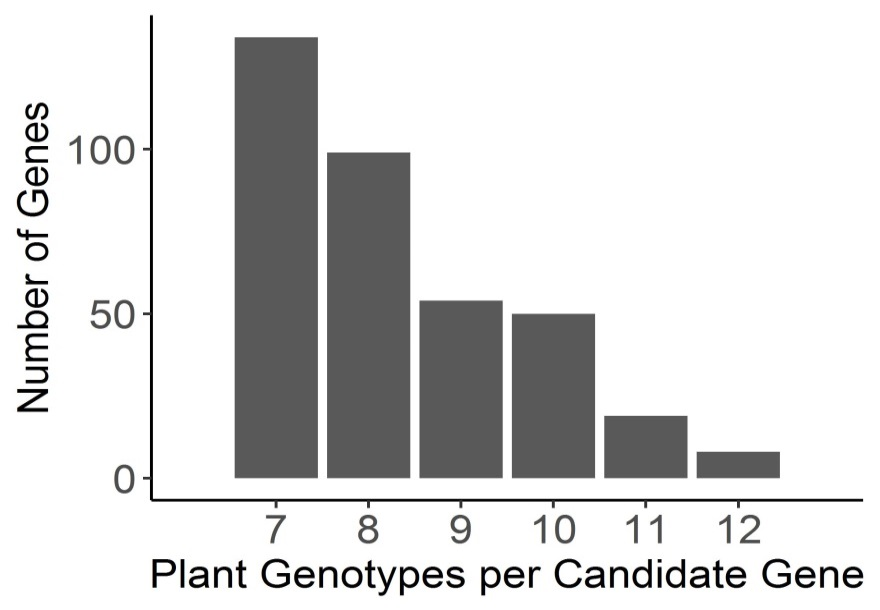 Number of Genes
100
50
0
7 8 9 10 11 12
Plant Genotypes per Candidate Gene